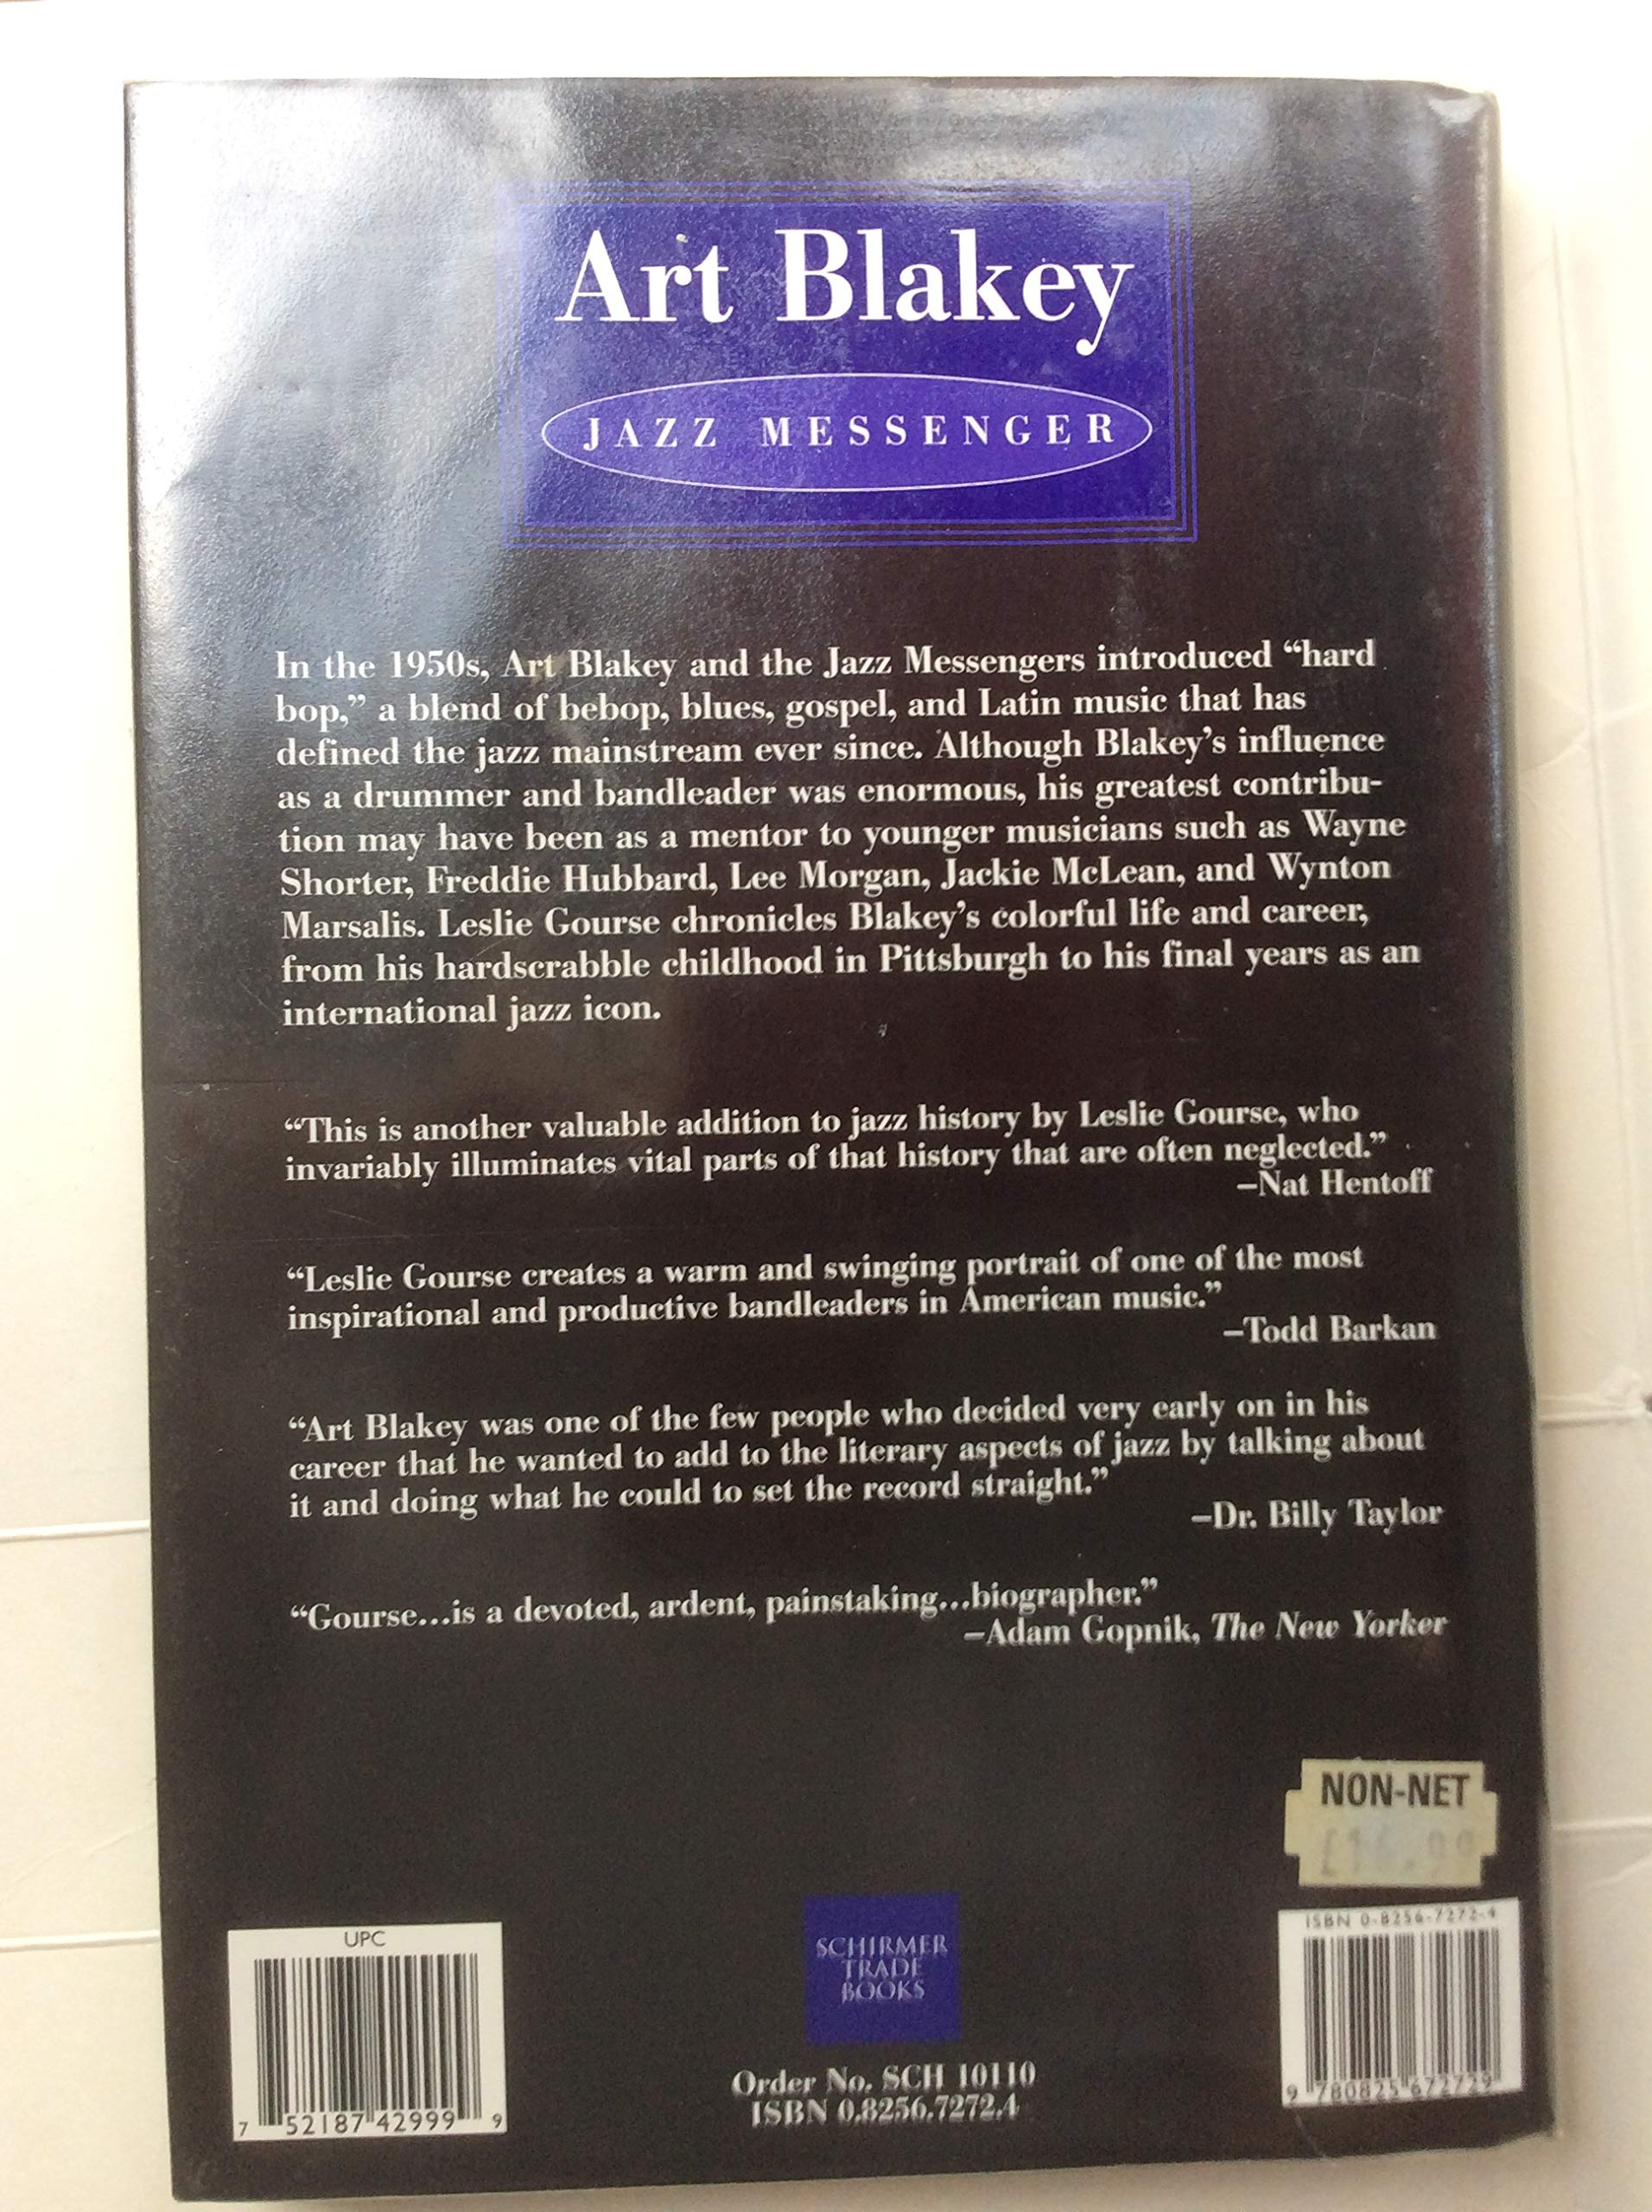 Art Blakey
JAZZ MESSENGER
In the 1950s, Art Blakey and the Jazz Messengers introduced “hard
bop,” a blend of bebop, blues, gospel, and Latin music that has
defined the jazz mainstream ever since. Although Blakey’s influence
as a drummer and bandleader was enormous, his greatest contribu-
tion may have been as a mentor to younger musicians such as Wayne
Shorter, Freddie Hubbard, Lee Morgan, Jackie McLean, and Wynton
Marsalis. Leslie Gourse chronicles Blakey’s colorful life and career,
from his hardscrabble childhood in Pittsburgh to his final years as an
international jazz icon.
“This is another valuable addition to jazz history by Leslie Gourse, who
invariably illuminates vital parts of that history that are often neglected.”
–Nat Hentoff
“Leslie Gourse creates a warm and swinging portrait of one of the most
inspirational and productive bandleaders in American music.”
–Todd Barkan
“Art Blakey was one of the few people who decided very early on in his
career that he wanted to add to the literary aspects of jazz by talking about
it and doing what he could to set the record straight.”
–Dr. Billy Taylor
“Gourse...is a devoted, ardent, painstaking...biographer.”
–Adam Gopnik, The New Yorker
NON-NET
UPC
7 52187 42999 9
SCHIRMER
TRADE
BOOKS
Order No. SCH 10110
ISBN 0.8256.7272.4
ISBN 0-8256-7272-4
9 780825 672729